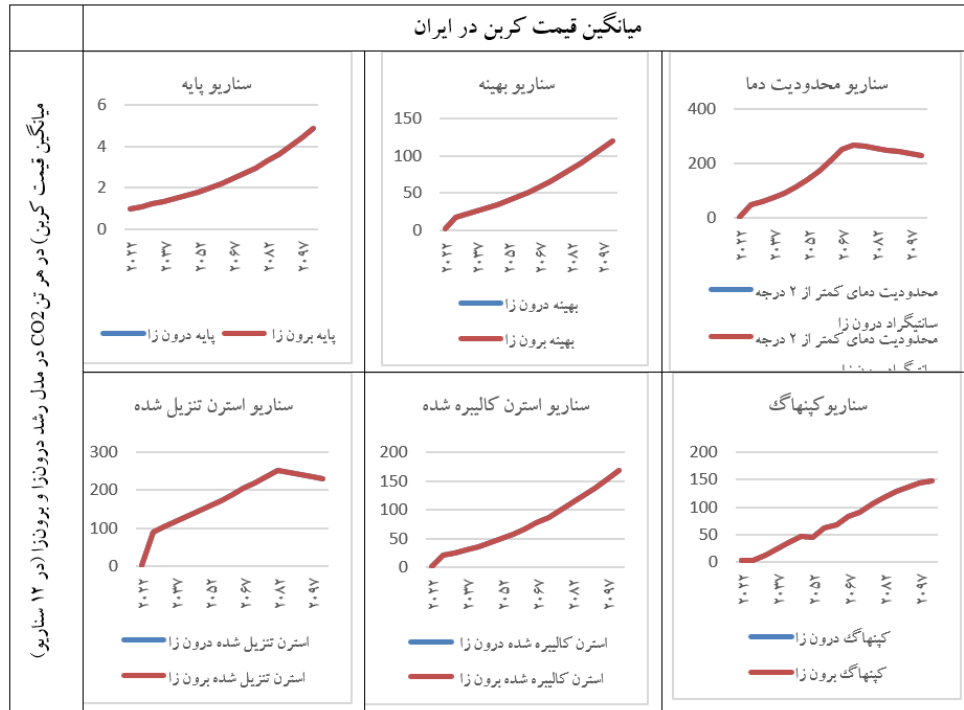 میانگین قیمت کربن در ایران
میانگین قیمت کربن) در هر تن CO2 در مدل رشد درون‌زا و برون‌زا (در ۱۲ سناریو)
سناریو پایه
6
4
2
0
۲۰۲۲ ۲۰۳۷ ۲۰۵۲ ۲۰۶۷ ۲۰۸۲ ۲۰۹۷
پایه درون زا پایه برون زا
سناریو بهینه
150
100
50
0
۲۰۲۲ ۲۰۳۷ ۲۰۵۲ ۲۰۶۷ ۲۰۸۲ ۲۰۹۷
بهینه درون زا
بهینه برون زا
سناریو محدودیت دما
400
200
0
۲۰۲۲ ۲۰۳۷ ۲۰۵۲ ۲۰۶۷ ۲۰۸۲ ۲۰۹۷
محدودیت دمای کمتر از ۲ درجه
سانتیگراد درون زا
محدودیت دمای کمتر از ۲ درجه
سناریو استرن تنزیل شده
300
200
100
0
۲۰۲۲ ۲۰۳۷ ۲۰۵۲ ۲۰۶۷ ۲۰۸۲ ۲۰۹۷
استرن تنزیل شده درون زا
استرن تنزیل شده برون زا
سناریو استرن کالیبره شده
200
150
100
50
0
۲۰۲۲ ۲۰۳۷ ۲۰۵۲ ۲۰۶۷ ۲۰۸۲ ۲۰۹۷
استرن کالیبره شده درون زا
استرن کالیبره شده برون زا
سناریو کپنهاگ
200
150
100
50
0
۲۰۲۲ ۲۰۳۷ ۲۰۵۲ ۲۰۶۷ ۲۰۸۲ ۲۰۹۷
کپنهاگ درون زا
کپنهاگ برون زا